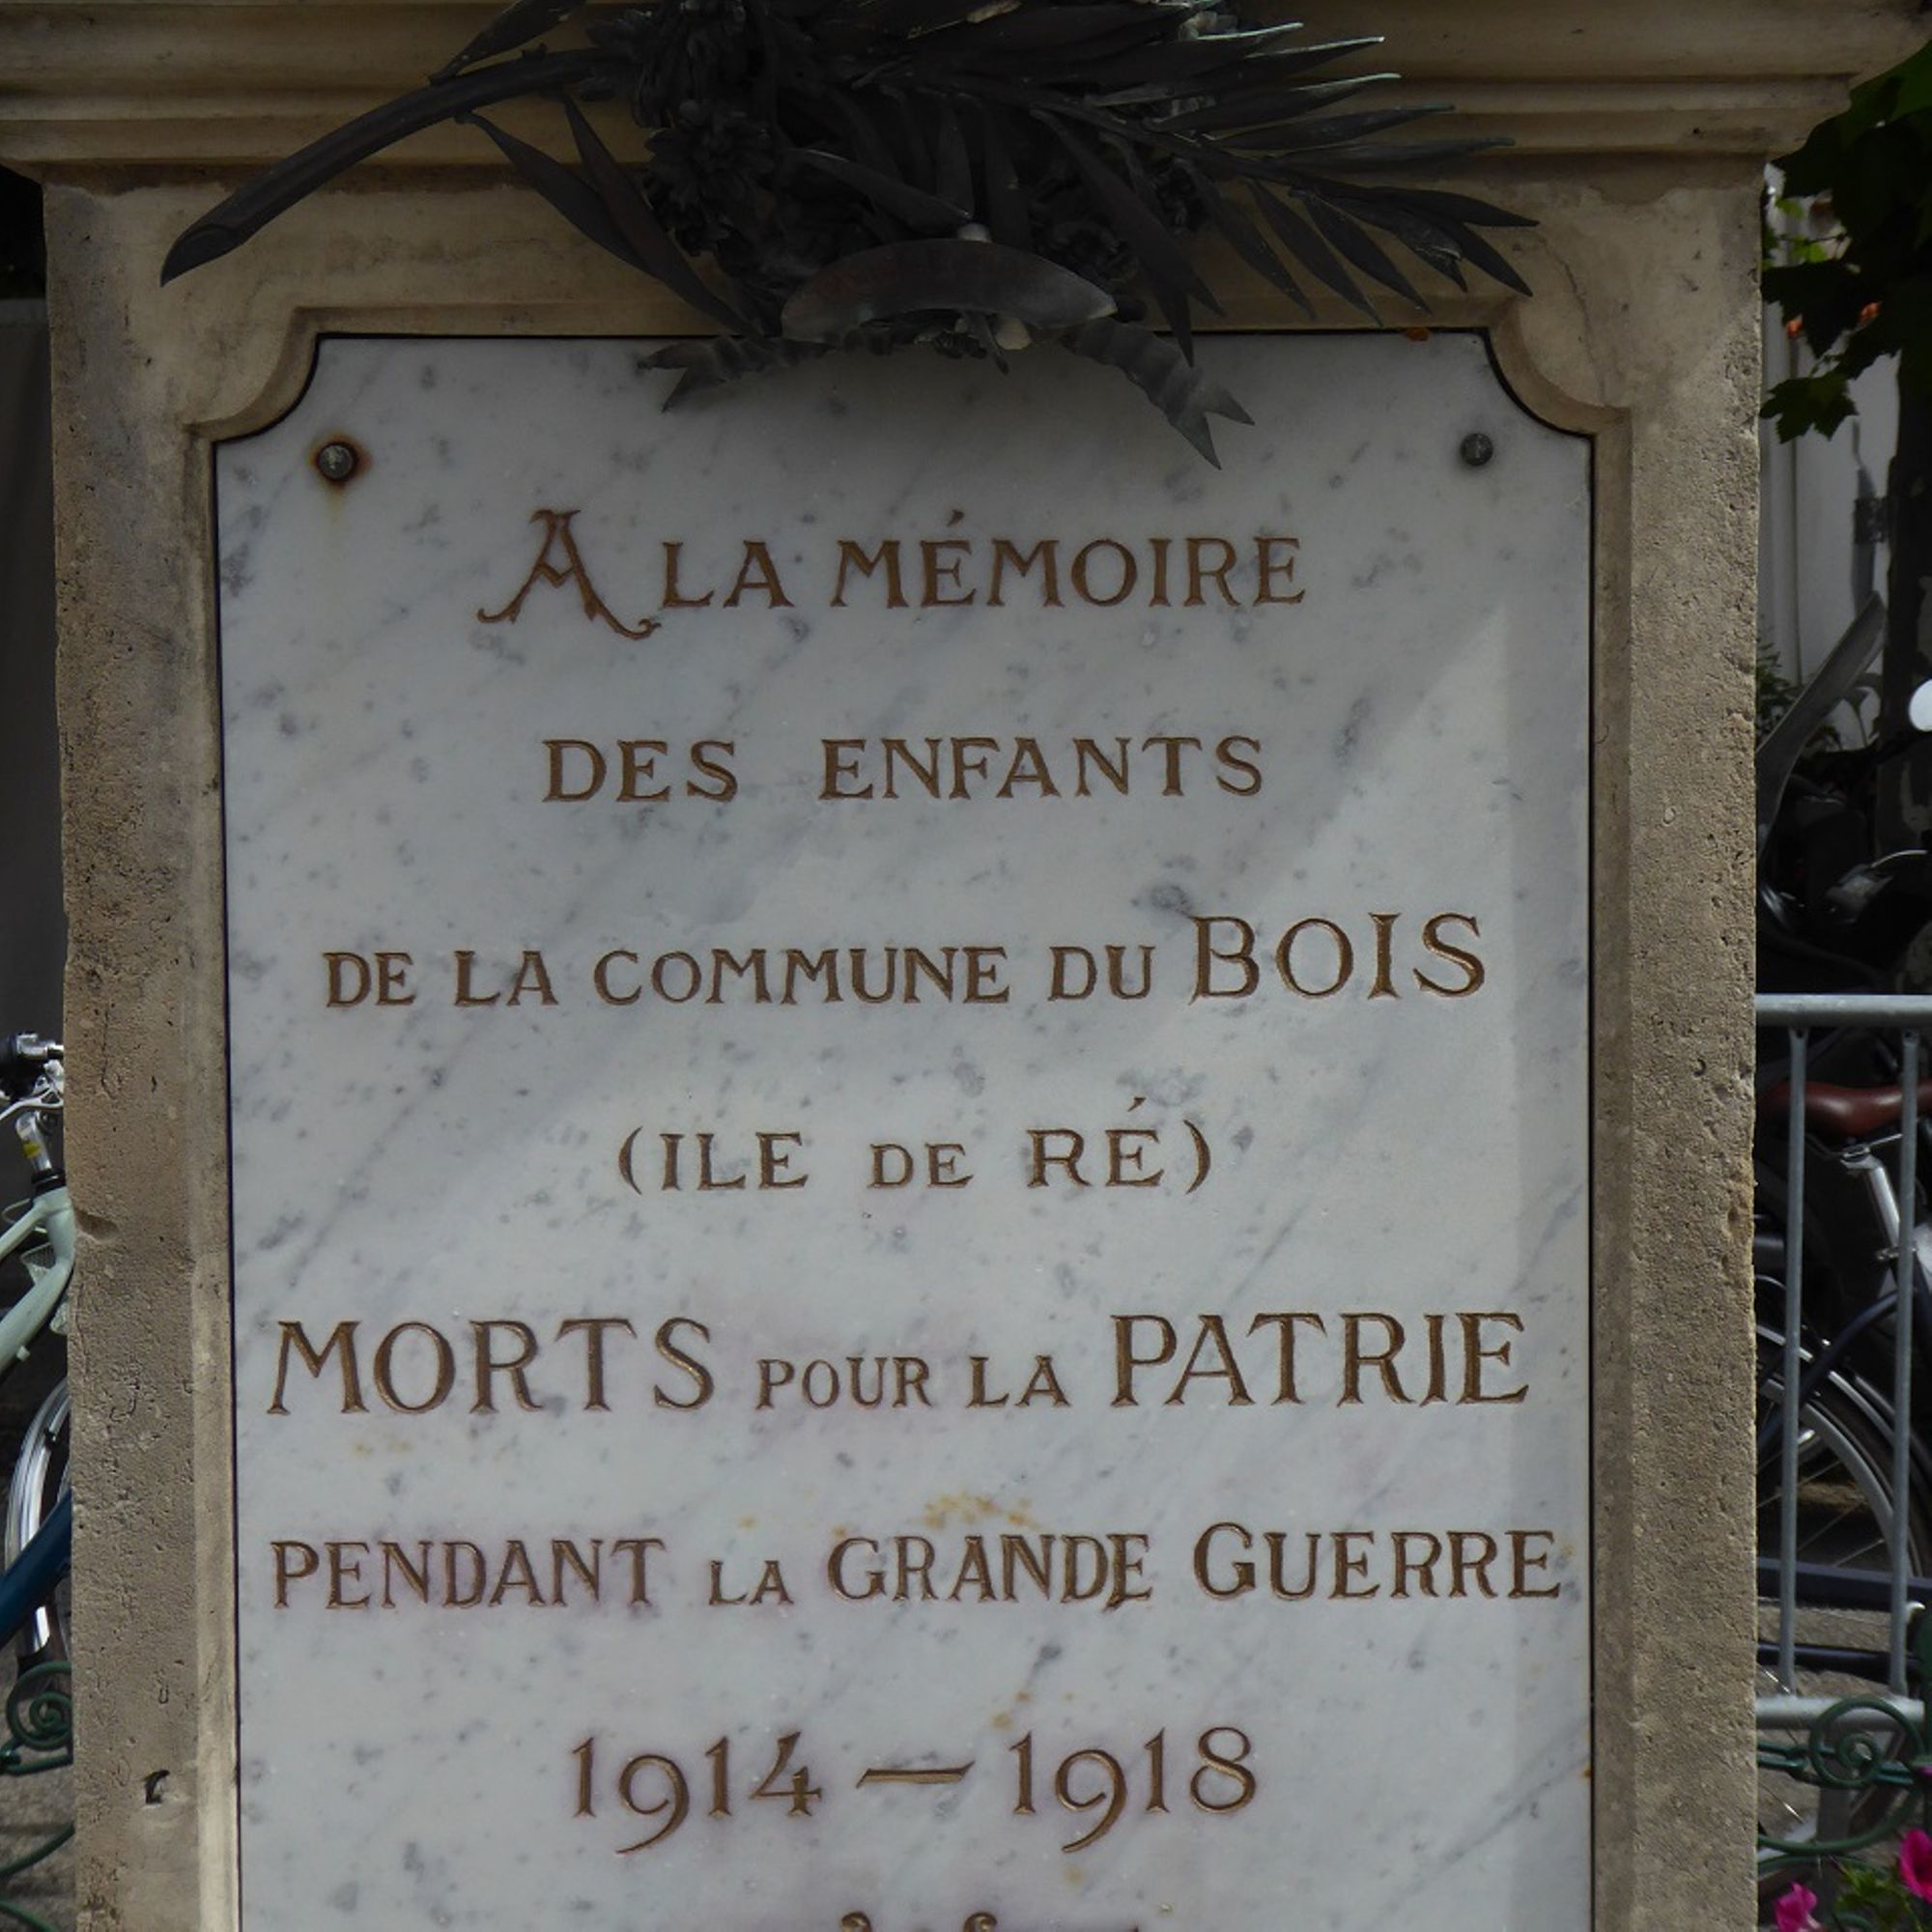 A LA MÉMOIRE
DES ENFANTS
DE LA COMMUNE DU BOIS
(ILE DE RÉ)
MORTS POUR LA PATRIE
PENDANT LA GRANDE GUERRE
1914 — 1918